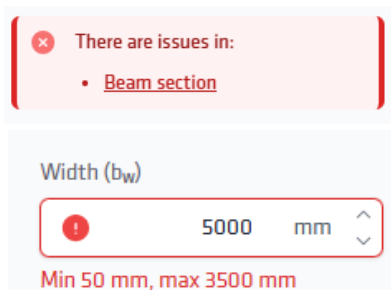 There are issues in:
• Beam section
Width (bw)
5000 mm
Min 50 mm, max 3500 mm